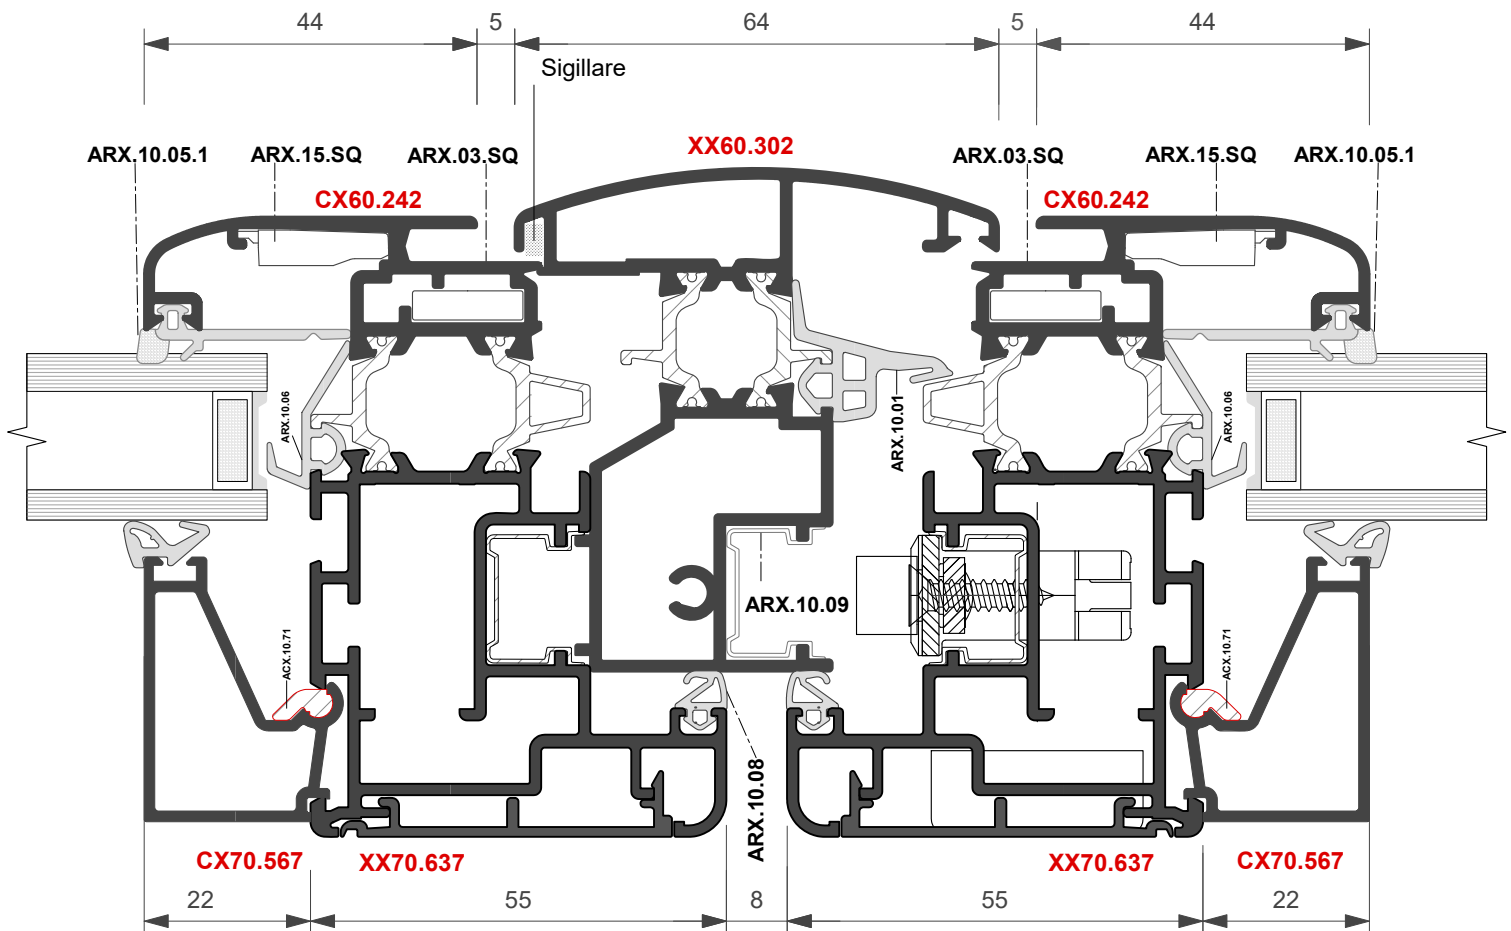 44
5
64
5
44
Sigillare
XX60.302
ARX.10.05.1
ARX.15.SQ
ARX.03.SQ
ARX.03.SQ
ARX.15.SQ
ARX.10.05.1
CX60.242
CX60.242
ARX.10.06
ARX.10.01
ARX.10.06
ARX.10.09
ACX.10.71
ACX.10.71
ARX.10.08
CX70.567
XX70.637
XX70.637
CX70.567
22
55
8
55
22